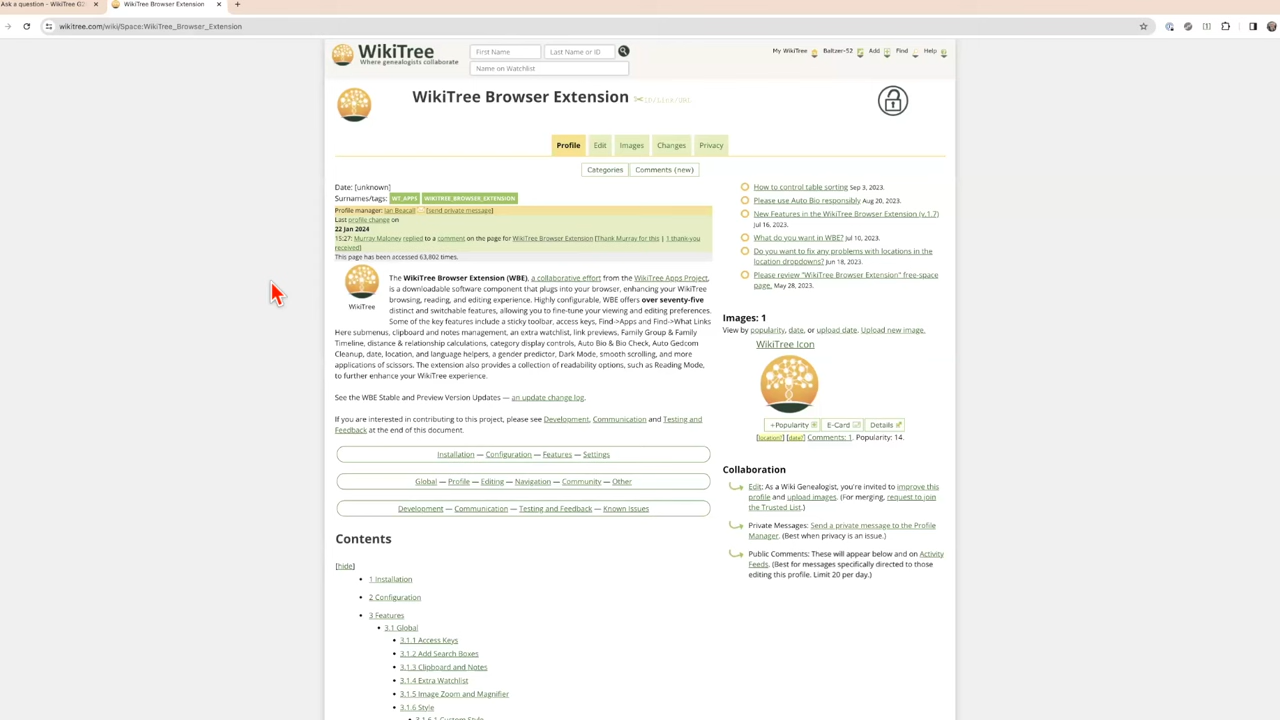 Ask a question - WikiTree G2
WikiTree Browser Extension
wikitree.com/wiki/Space:WikiTree_Browser_Extension
WikiTree
Where genealogists collaborate
First Name
Last Name or ID
Name on Watchlist
My WikiTree
Baltzer-52
Add
Find
Help
WikiTree Browser Extension
Profile
Edit
Images
Changes
Privacy
Categories
Comments (new)
Date: [unknown]
Surnames/tags: WT_APPS WIKITREE_BROWSER_EXTENSION
Profile manager: Ian Beacall [send private message]
Last profile change on
22 Jan 2024
15:27: Murray Maloney replied to a comment on the page for WikiTree Browser Extension [Thank Murray for this | 1 thank-you
received]
This page has been accessed 63,802 times.
WikiTree
The WikiTree Browser Extension (WBE), a collaborative effort from the WikiTree Apps Project,
is a downloadable software component that plugs into your browser, enhancing your WikiTree
browsing, reading, and editing experience. Highly configurable, WBE offers over seventy-five
distinct and switchable features, allowing you to fine-tune your viewing and editing preferences.
Some of the key features include a sticky toolbar, access keys, Find->Apps and Find->What Links
Here submenus, clipboard and notes management, an extra watchlist, link previews, Family Group & Family
Timeline, distance & relationship calculations, category display controls, Auto Bio & Bio Check, Auto Gedcom
Cleanup, date, location, and language helpers, a gender predictor, Dark Mode, smooth scrolling, and more
applications of scissors. The extension also provides a collection of readability options, such as Reading Mode,
to further enhance your WikiTree experience.
See the WBE Stable and Preview Version Updates — an update change log.
If you are interested in contributing to this project, please see Development, Communication and Testing and
Feedback at the end of this document.
Installation — Configuration — Features — Settings
Global — Profile — Editing — Navigation — Community — Other
Development — Communication — Testing and Feedback — Known Issues
Contents
[hide]
1 Installation
2 Configuration
3 Features
3.1 Global
3.1.1 Access Keys
3.1.2 Add Search Boxes
3.1.3 Clipboard and Notes
3.1.4 Extra Watchlist
3.1.5 Image Zoom and Magnifier
3.1.6 Style
3.1.6.1 Custom Style
How to control table sorting Sep 3, 2023.
Please use Auto Bio responsibly Aug 20, 2023.
New Features in the WikiTree Browser Extension (v.1.7)
Jul 16, 2023.
What do you want in WBE? Jul 10, 2023.
Do you want to fix any problems with locations in the
location dropdowns? Jun 18, 2023.
Please review "WikiTree Browser Extension" free-space
page. May 28, 2023.
Images: 1
View by popularity, date, or upload date. Upload new image.
WikiTree Icon
+Popularity
E-Card
Details
[location?] [date?] Comments: 1. Popularity: 14.
Collaboration
Edit: As a Wiki Genealogist, you're invited to improve this
profile and upload images. (For merging, request to join
the Trusted List.)
Private Messages: Send a private message to the Profile
Manager. (Best when privacy is an issue.)
Public Comments: These will appear below and on Activity
Feeds. (Best for messages specifically directed to those
editing this profile. Limit 20 per day.)